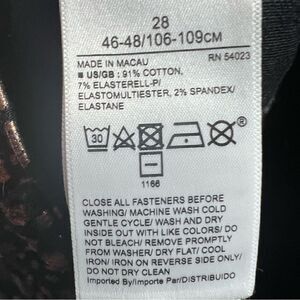 28
46-48/106-109CM
MADE IN MACAU RN 54023
■ US/GB : 91% COTTON,
7% ELASTERELL-P/
ELASTOMULTIESTER, 2% SPANDEX/
ELASTANE
30
®
1166
CLOSE ALL FASTENERS BEFORE
WASHING/ MACHINE WASH COLD
GENTLE CYCLE/ WASH AND DRY
INSIDE OUT WITH LIKE COLORS/ DO
NOT BLEACH/ REMOVE PROMPTLY
FROM WASHER/ DRY FLAT/ COOL
IRON/ IRON ON REVERSE SIDE ONLY/
DO NOT DRY CLEAN
Imported By/Importe Par/DISTRIBUIDO